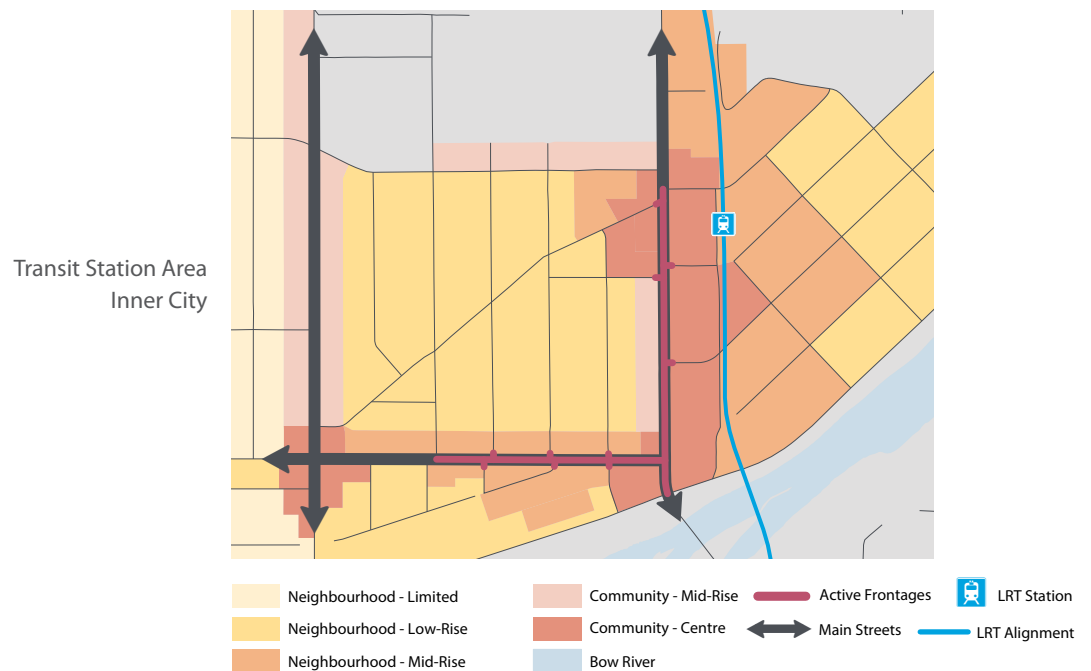 Transit Station Area
Inner City
Neighbourhood - Limited
Neighbourhood - Low-Rise
Neighbourhood - Mid-Rise
Community - Mid-Rise
Community - Centre
Bow River
Active Frontages
Main Streets
LRT Station
LRT Alignment